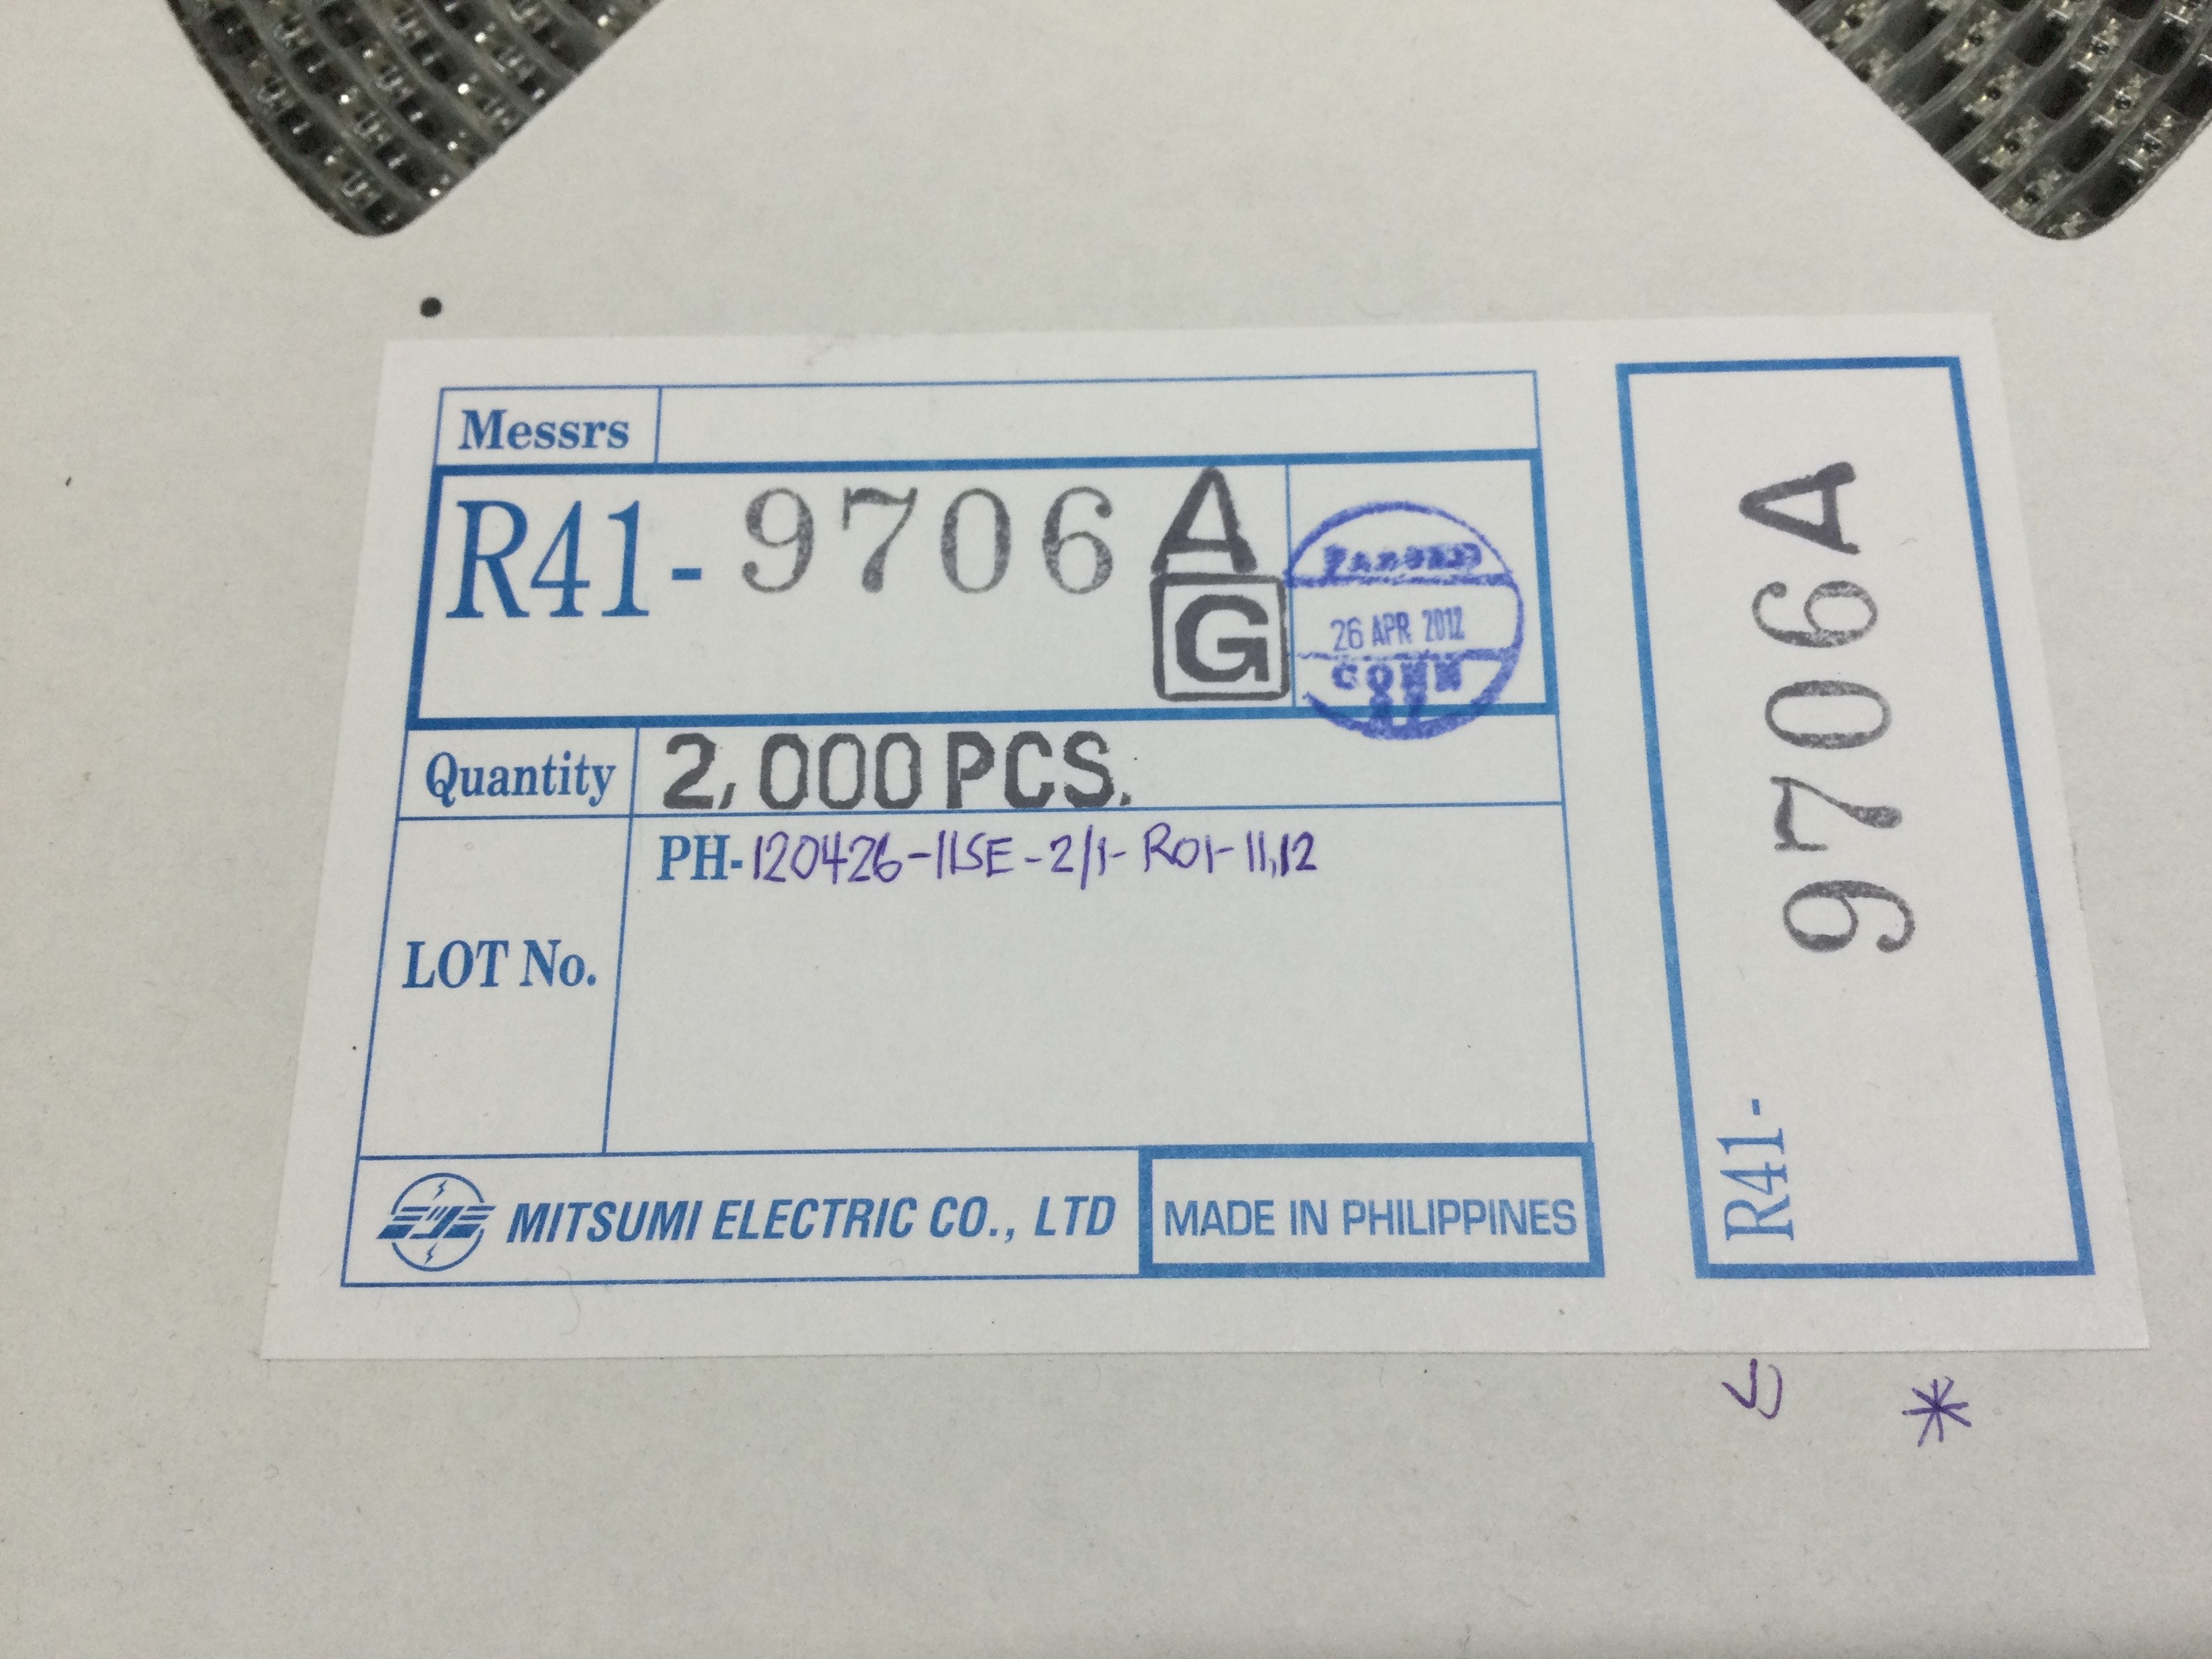 Messrs
R41-9706A
G
26 APR 2012
CONN
Quantity 2,000 PCS.
LOT No. PH-120426-11SE-2/1-R01-11,12
MITSUMI ELECTRIC CO., LTD
MADE IN PHILIPPINES
R41- 9706A